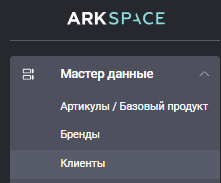 ARKSPACE
Мастер данные
Артикулы / Базовый продукт
Бренды
Клиенты